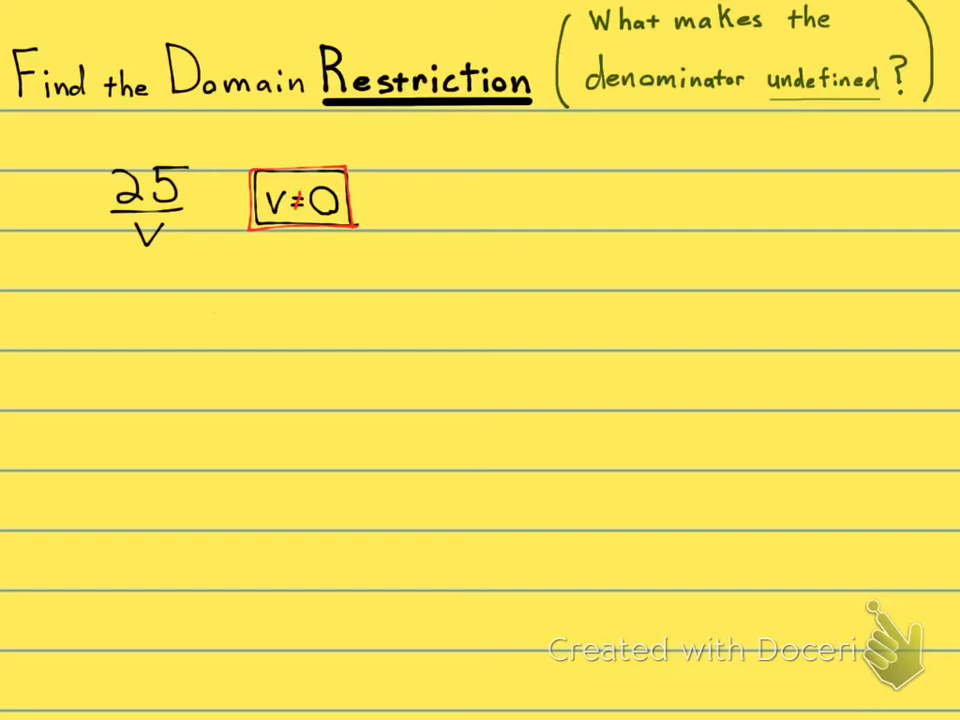 Find the Domain Restriction (What makes the
denominator undefined?)
25
v
v≠0
Created with Doceri